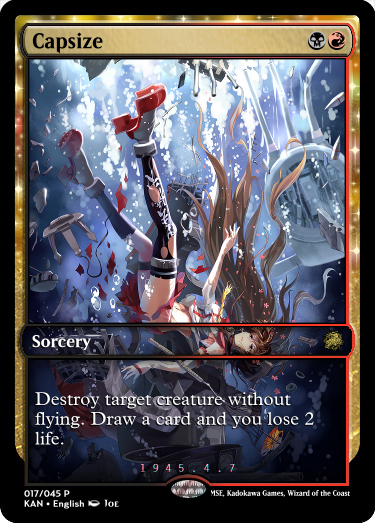 Capsize
Sorcery
Destroy target creature without
flying. Draw a card and you lose 2
life.
1945.4.7
017/045 P
KAN • English JOE
MSE, Kadokawa Games, Wizard of the Coast